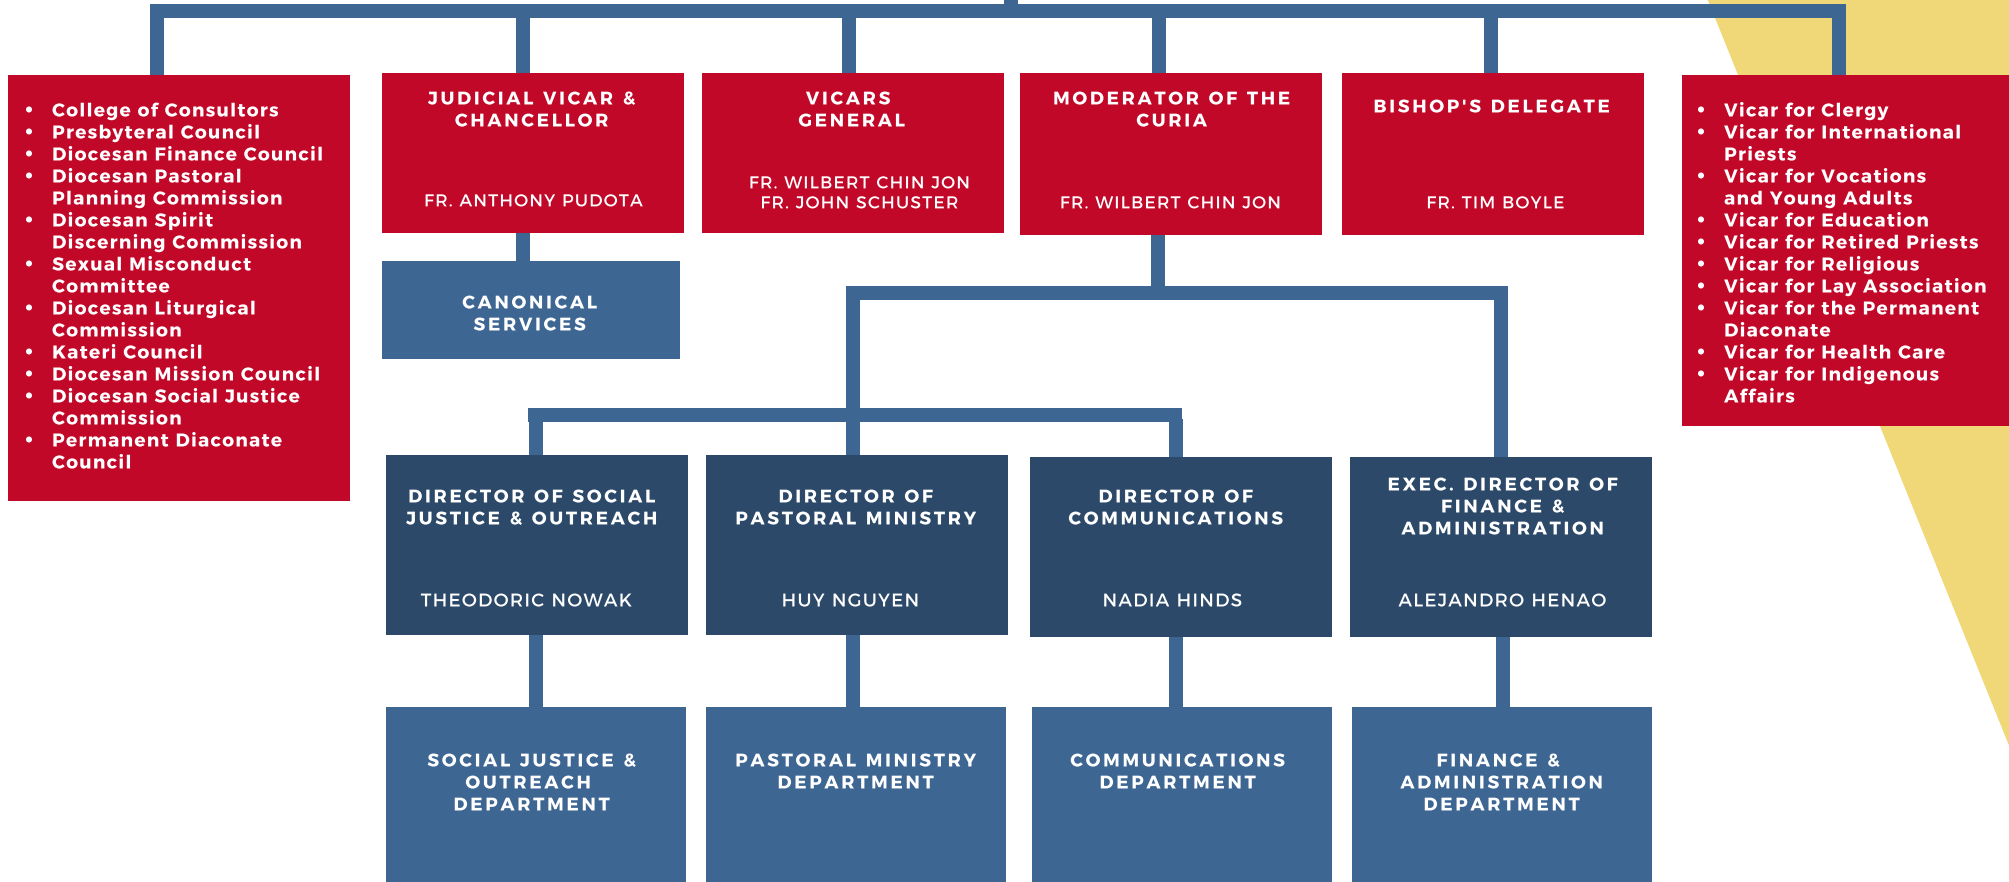 • College of Consultors
• Presbyteral Council
• Diocesan Finance Council
• Diocesan Pastoral
Planning Commission
• Diocesan Spirit
Discerning Commission
• Sexual Misconduct
Committee
• Diocesan Liturgical
Commission
• Kateri Council
• Diocesan Mission Council
• Diocesan Social Justice
Commission
• Permanent Diaconate
Council
JUDICIAL VICAR &
CHANCELLOR
FR. ANTHONY PUDOTA
CANONICAL
SERVICES
VICARS
GENERAL
FR. WILBERT CHIN JON
FR. JOHN SCHUSTER
MODERATOR OF THE
CURIA
FR. WILBERT CHIN JON
BISHOP'S DELEGATE
FR. TIM BOYLE
• Vicar for Clergy
• Vicar for International
Priests
• Vicar for Vocations
and Young Adults
• Vicar for Education
• Vicar for Retired Priests
• Vicar for Religious
• Vicar for Lay Association
• Vicar for the Permanent
Diaconate
• Vicar for Health Care
• Vicar for Indigenous
Affairs
DIRECTOR OF SOCIAL
JUSTICE & OUTREACH
THEODORIC NOWAK
DIRECTOR OF
PASTORAL MINISTRY
HUY NGUYEN
DIRECTOR OF
COMMUNICATIONS
NADIA HINDS
EXEC. DIRECTOR OF
FINANCE &
ADMINISTRATION
ALEJANDRO HENAO
SOCIAL JUSTICE &
OUTREACH
DEPARTMENT
PASTORAL MINISTRY
DEPARTMENT
COMMUNICATIONS
DEPARTMENT
FINANCE &
ADMINISTRATION
DEPARTMENT